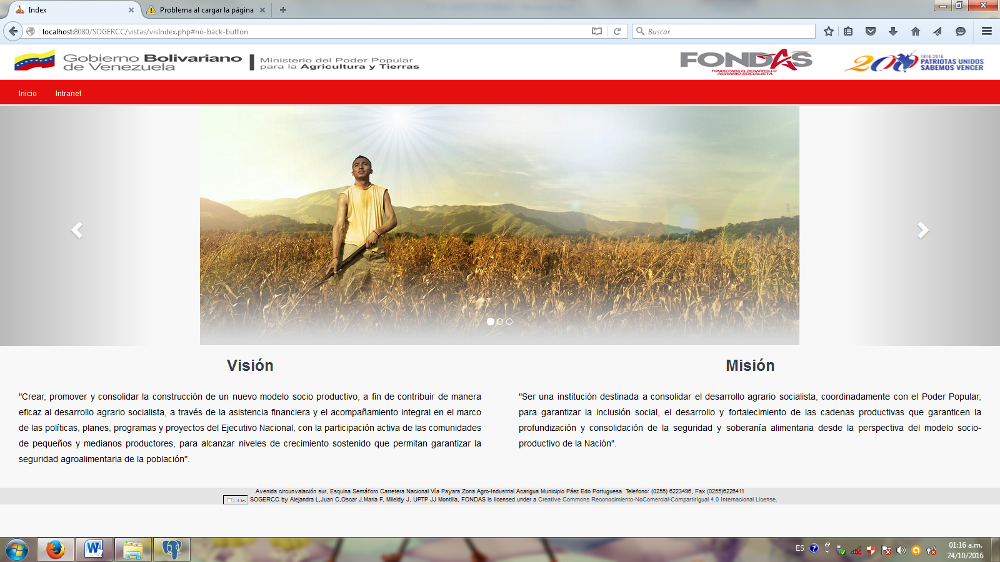 Index
Problema al cargar la página
localhost:8080/SOGERCC/vistas/visIndex.php#no-back-button
Buscar
Gobierno Bolivariano
de Venezuela
Ministerio del Poder Popular
para la Agricultura y Tierras
FONDAS
FONDO PARA EL DESARROLLO
AGRARIO SOCIALISTA
200
1816-2016
PATRIOTAS UNIDOS
SABEMOS VENCER
Inicio
Intranet
Visión
"Crear, promover y consolidar la construcción de un nuevo modelo socio productivo, a fin de contribuir de manera
eficaz al desarrollo agrario socialista, a través de la asistencia financiera y el acompañamiento integral en el marco
de las políticas, planes, programas y proyectos del Ejecutivo Nacional, con la participación activa de las comunidades
de pequeños y medianos productores, para alcanzar niveles de crecimiento sostenido que permitan garantizar la
seguridad agroalimentaria de la población".
Misión
"Ser una institución destinada a consolidar el desarrollo agrario socialista, coordinadamente con el Poder Popular,
para garantizar la inclusión social, el desarrollo y fortalecimiento de las cadenas productivas que garanticen la
profundización y consolidación de la seguridad y soberanía alimentaria desde la perspectiva del modelo socio-
productivo de la Nación".
Avenida circunvalación sur, Esquina Semáforo Carretera Nacional Vía Payara Zona Agro-Industrial Acarigua Municipio Páez Edo Portuguesa. Telefono: (0255) 6223496, Fax (0255)6226411
SOGERCC by Alejandra L,Juan C,Oscar J,Maria F, Mileidy J, UPTP JJ Montilla, FONDAS is licensed under a Creative Commons Reconocimiento-NoComercial-CompartirIgual 4.0 Internacional License.
ES
01:16 a.m.
24/10/2016